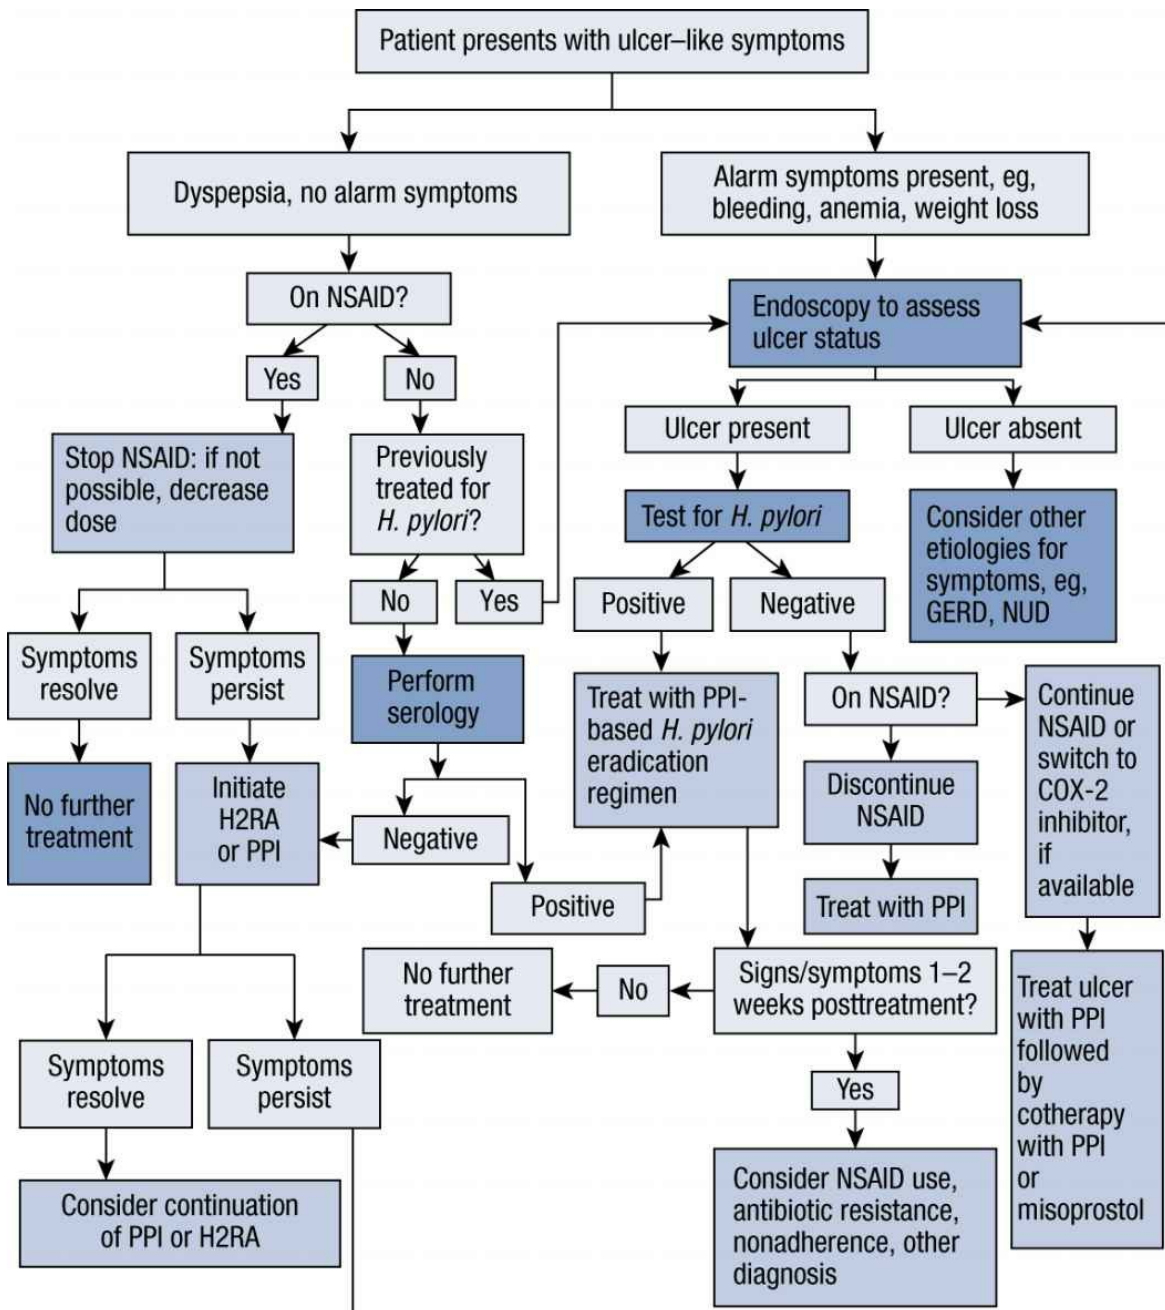 Patient presents with ulcer–like symptoms
Dyspepsia, no alarm symptoms
Alarm symptoms present, eg,
bleeding, anemia, weight loss
On NSAID?
Endoscopy to assess
ulcer status
Yes
No
Ulcer present
Ulcer absent
Stop NSAID: if not
possible, decrease
dose
Previously
treated for
H. pylori?
Test for H. pylori
Consider other
etiologies for
symptoms, eg,
GERD, NUD
No
Yes
Positive
Negative
Symptoms
resolve
Symptoms
persist
Perform
serology
Treat with PPI-
based H. pylori
eradication
regimen
On NSAID?
Continue
NSAID or
switch to
COX-2
inhibitor,
if
available
No further
treatment
Initiate
H2RA
or PPI
Negative
Positive
Discontinue
NSAID
Treat with PPI
No further
treatment
No
Signs/symptoms 1–2
weeks posttreatment?
Treat ulcer
with PPI
followed
by
cotherapy
with PPI
or
misoprostol
Symptoms
resolve
Symptoms
persist
Yes
Consider continuation
of PPI or H2RA
Consider NSAID use,
antibiotic resistance,
nonadherence, other
diagnosis